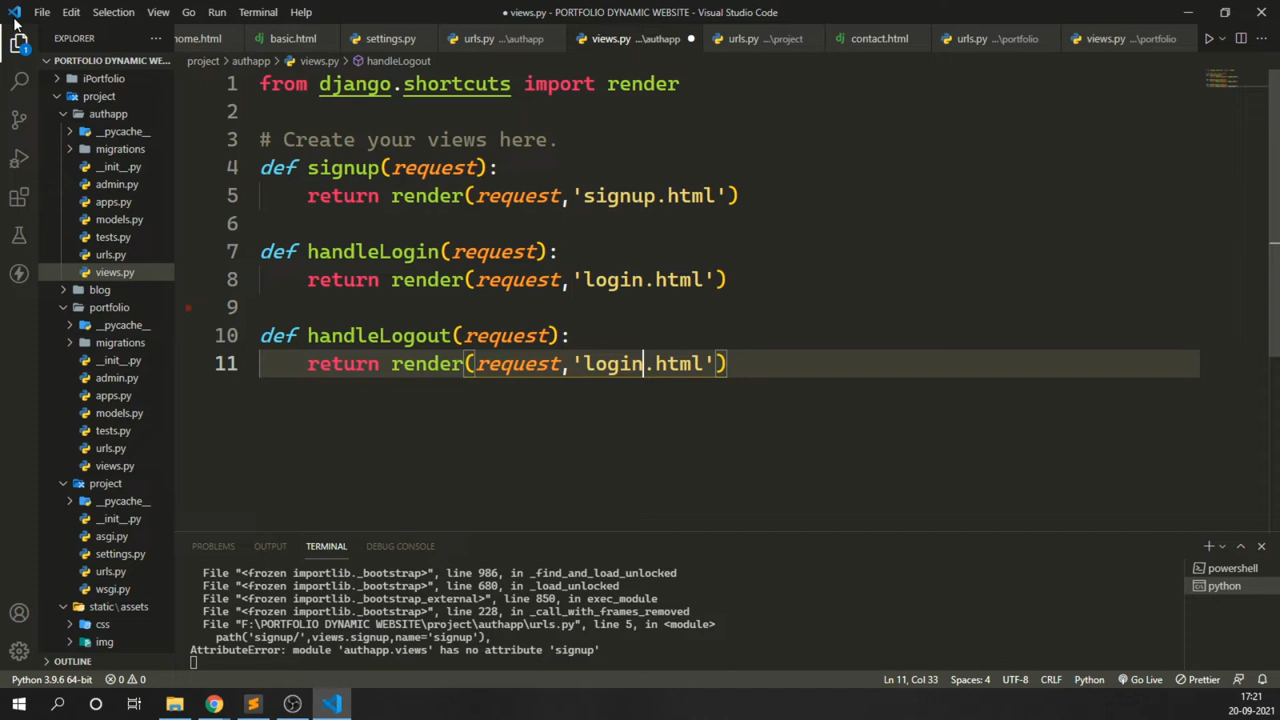 File Edit Selection View Go Run Terminal Help
● views.py - PORTFOLIO DYNAMIC WEBSITE - Visual Studio Code
EXPLORER
home.html basic.html settings.py urls.py ...\authapp views.py ...\authapp ● urls.py ...\project contact.html urls.py ...\portfolio views.py ...\portfolio
PORTFOLIO DYNAMIC WE...
iPortfolio
project
authapp
__pycache__
migrations
__init__.py
admin.py
apps.py
models.py
tests.py
urls.py
views.py
blog
portfolio
__pycache__
migrations
__init__.py
admin.py
apps.py
models.py
tests.py
urls.py
views.py
project
__pycache__
__init__.py
asgi.py
settings.py
urls.py
wsgi.py
static\assets
css
img
OUTLINE
1
project > authapp > views.py > handleLogout
1 from django.shortcuts import render
2
3 # Create your views here.
4 def signup(request):
5 return render(request,'signup.html')
6
7 def handleLogin(request):
8 return render(request,'login.html')
9
10 def handleLogout(request):
11 return render(request,'login.html')
PROBLEMS OUTPUT TERMINAL DEBUG CONSOLE
File "<frozen importlib._bootstrap>", line 986, in _find_and_load_unlocked
File "<frozen importlib._bootstrap>", line 680, in _load_unlocked
File "<frozen importlib._bootstrap_external>", line 850, in exec_module
File "<frozen importlib._bootstrap>", line 228, in _call_with_frames_removed
File "F:\PORTFOLIO DYNAMIC WEBSITE\project\authapp\urls.py", line 5, in <module>
path('signup/',views.signup,name='signup'),
AttributeError: module 'authapp.views' has no attribute 'signup'
powershell
python
Python 3.9.6 64-bit 0 0 Ln 11, Col 33 Spaces: 4 UTF-8 CRLF Python Go Live Prettier
17:21
20-09-2021